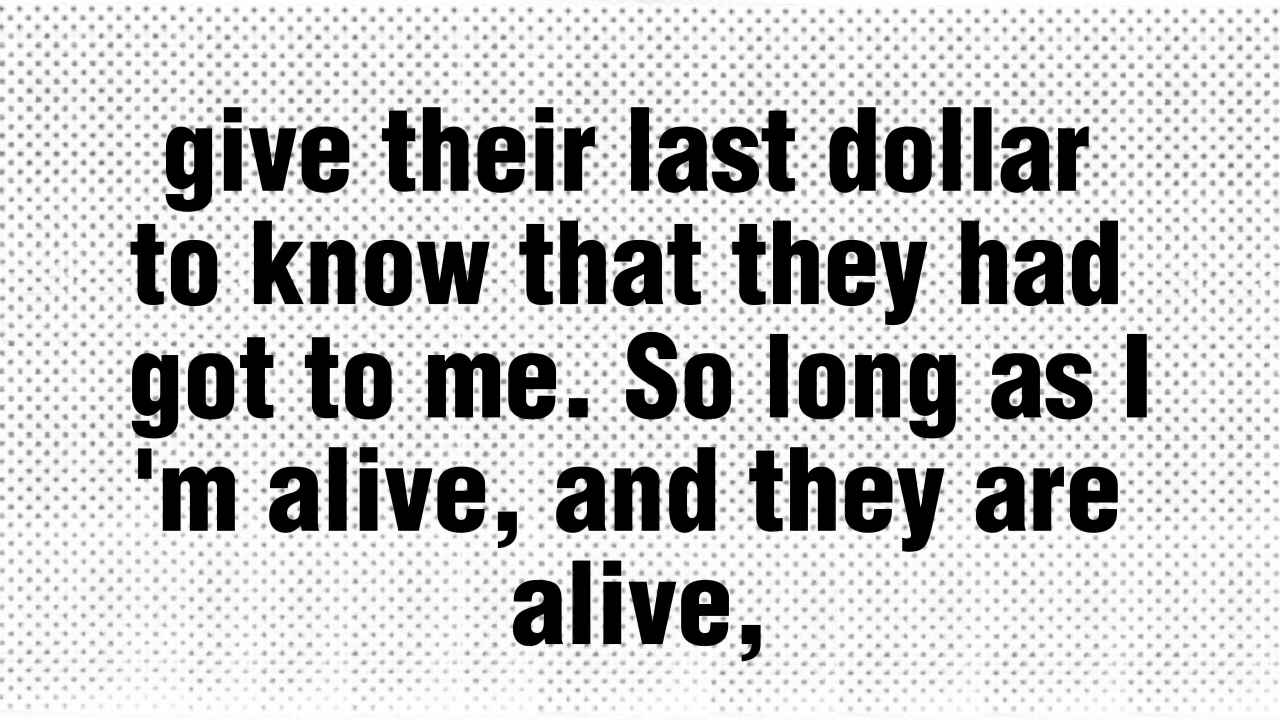 give their last dollar
to know that they had
got to me. So long as I
'm alive, and they are
alive,